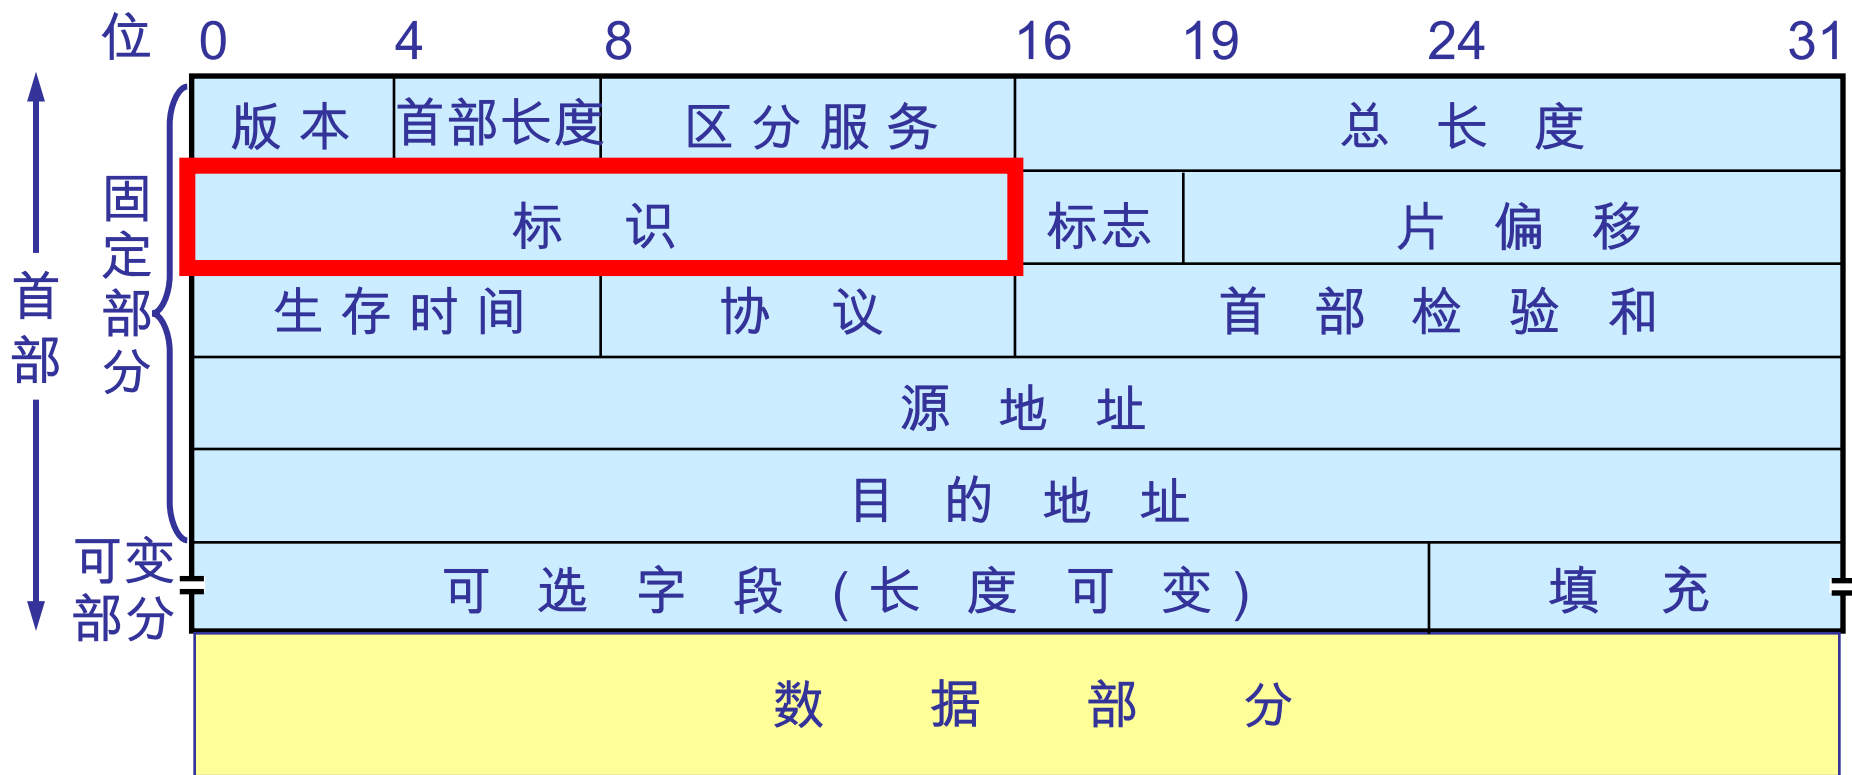 位 0 4 8 16 19 24 31
版本 首部长度 区分服务 总长度
标识 标志 片偏移
生存时间 协议 首部检验和
源地址
目的地址
可选字段(长度可变) 填充
数据部分
首部
固定部分
可变
部分